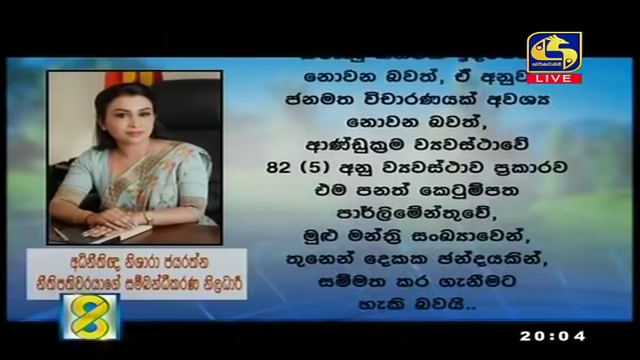 නොවන බවත්, ඒ අනුව
ජනමත විචාරණයක් අවශ්‍ය
නොවන බවත්,
ආණ්ඩුක්‍රම ව්‍යවස්ථාවේ
82 (5) අනු ව්‍යවස්ථාව ප්‍රකාරව
එම පනත් කෙටුම්පත
පාර්ලිමේන්තුවේ,
මුළු මන්ත්‍රී සංඛ්‍යාවෙන්,
තුනෙන් දෙකක ඡන්දයකින්,
සම්මත කර ගැනීමට
හැකි බවයි..
අධිනීතිඥ නිශාරා ජයරත්න
නීතිපතිවරයාගේ සම්බන්ධීකරණ නිලධාරී
LIVE
8
20:04